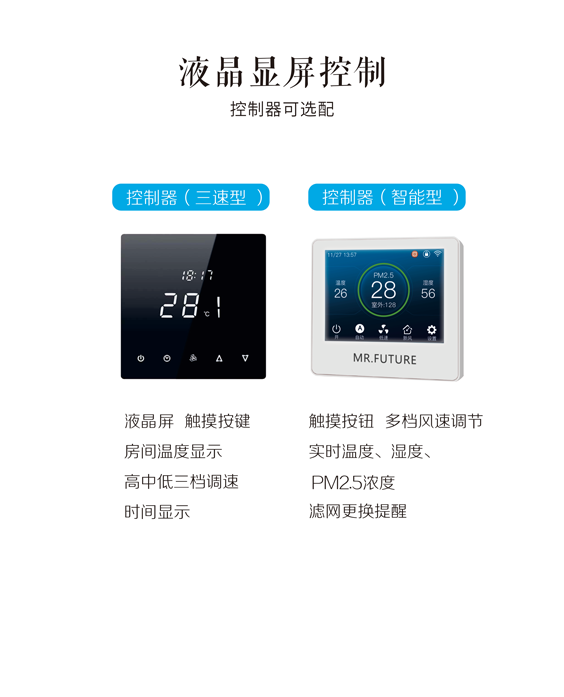 液晶显屏控制
控制器可选配
控制器（三速型 ）
控制器（智能型 ）
18:17
28 1
℃
11/27 13:57
PM2.5
温度
28
湿度
26
56
室外:128
自动
设置
MR.FUTURE
液晶屏 触摸按键
房间温度显示
高中低三档调速
时间显示
触摸按钮 多档风速调节
实时温度、湿度、
PM2.5浓度
滤网更换提醒